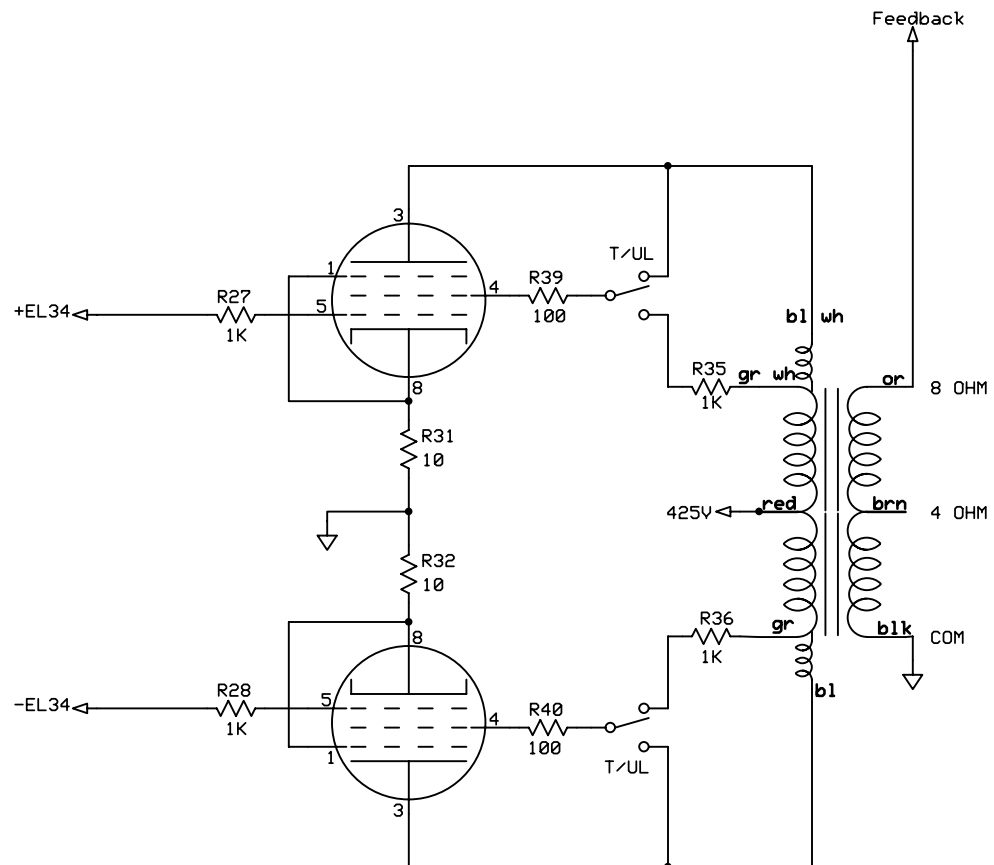 Feedback
3
T/UL
1
R39
4
R27
5
+EL34
100
bl wh
1K
R35
gr wh
or
8
8 OHM
1K
R31
10
red
brn
425V
4 OHM
R32
10
R36
gr
blk
8
COM
1K
R28
5
bl
-EL34
R40
4
1K
100
1
T/UL
3